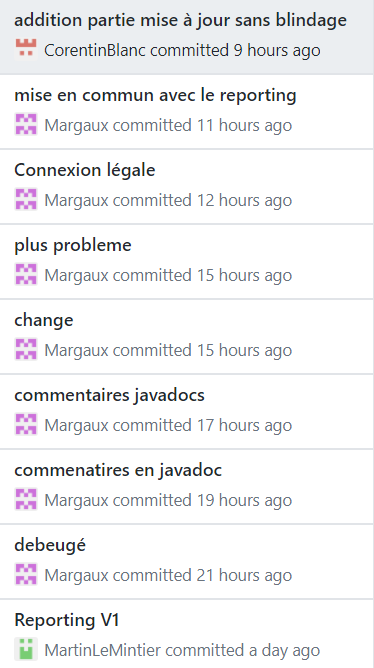 addition partie mise à jour sans blindage
CorentinBlanc committed 9 hours ago
mise en commun avec le reporting
Margaux committed 11 hours ago
Connexion légale
Margaux committed 12 hours ago
plus probleme
Margaux committed 15 hours ago
change
Margaux committed 15 hours ago
commentaires javadocs
Margaux committed 17 hours ago
commenatires en javadoc
Margaux committed 19 hours ago
debeugé
Margaux committed 21 hours ago
Reporting V1
MartinLeMintier committed a day ago